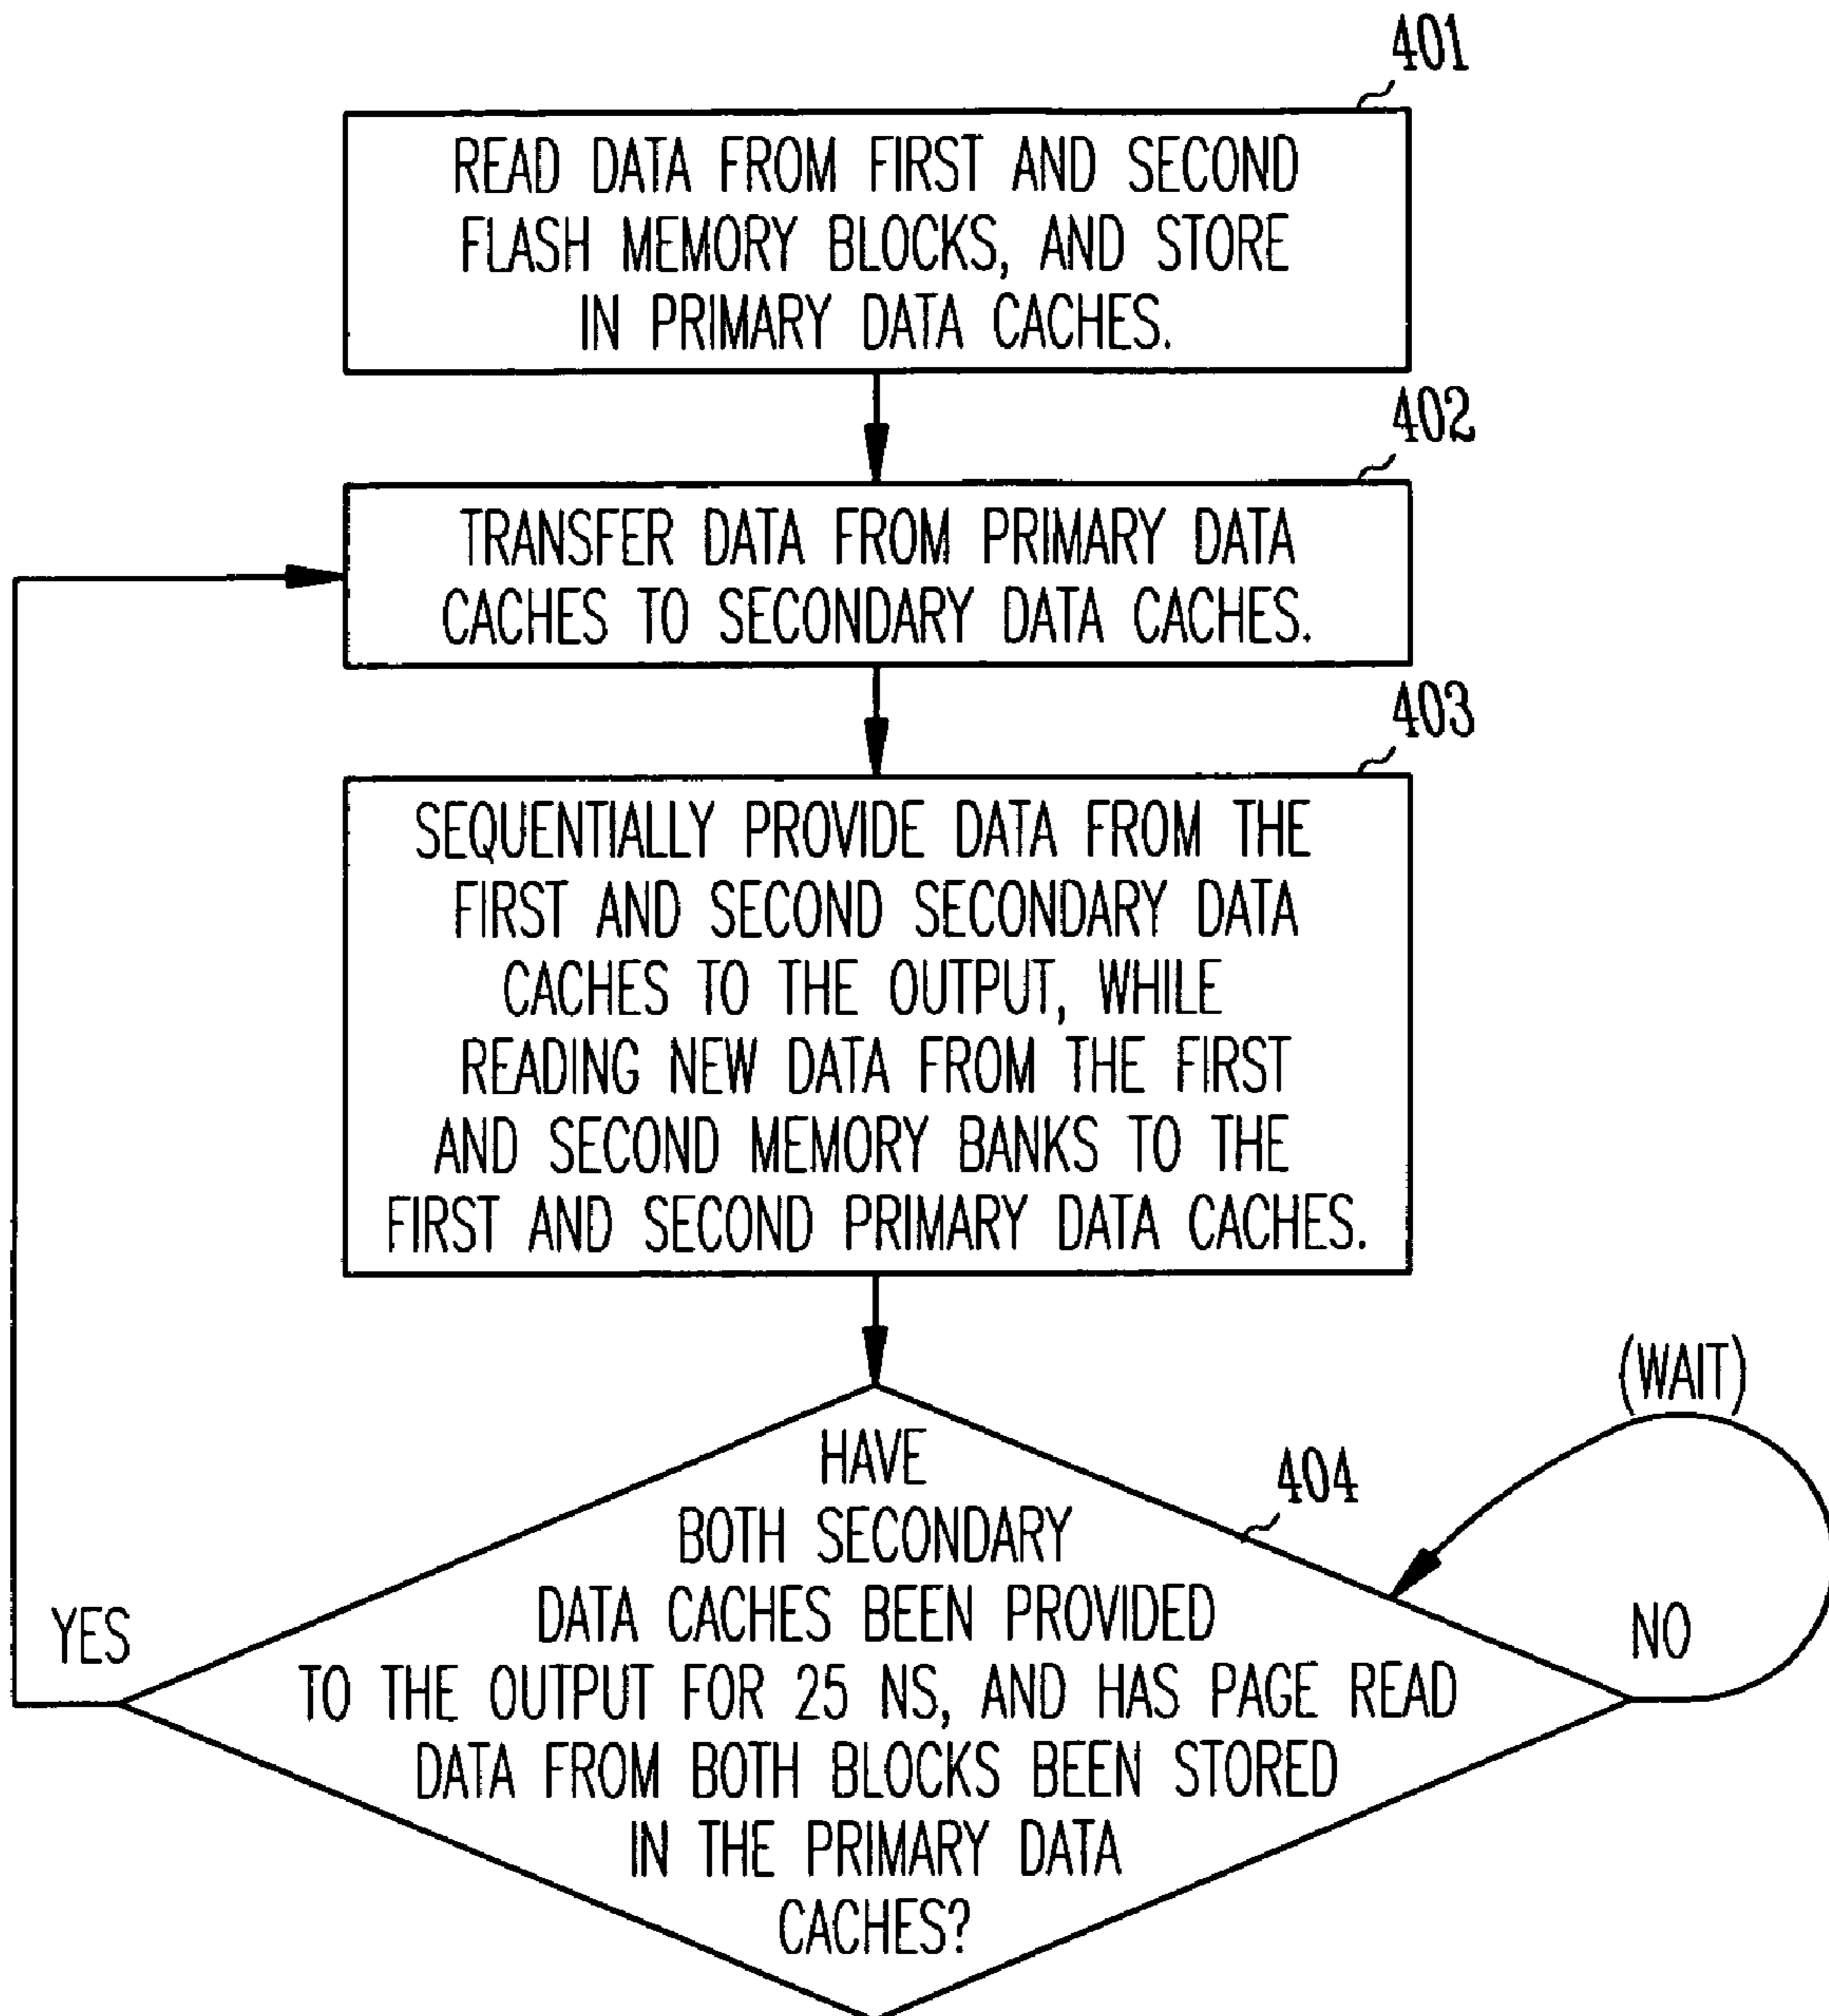 401
READ DATA FROM FIRST AND SECOND
FLASH MEMORY BLOCKS, AND STORE
IN PRIMARY DATA CACHES.
402
TRANSFER DATA FROM PRIMARY DATA
CACHES TO SECONDARY DATA CACHES.
403
SEQUENTIALLY PROVIDE DATA FROM THE
FIRST AND SECOND SECONDARY DATA
CACHES TO THE OUTPUT, WHILE
READING NEW DATA FROM THE FIRST
AND SECOND MEMORY BANKS TO THE
FIRST AND SECOND PRIMARY DATA CACHES.
(WAIT)
404
HAVE
BOTH SECONDARY
DATA CACHES BEEN PROVIDED
TO THE OUTPUT FOR 25 NS, AND HAS PAGE READ
DATA FROM BOTH BLOCKS BEEN STORED
IN THE PRIMARY DATA
CACHES?
YES
NO